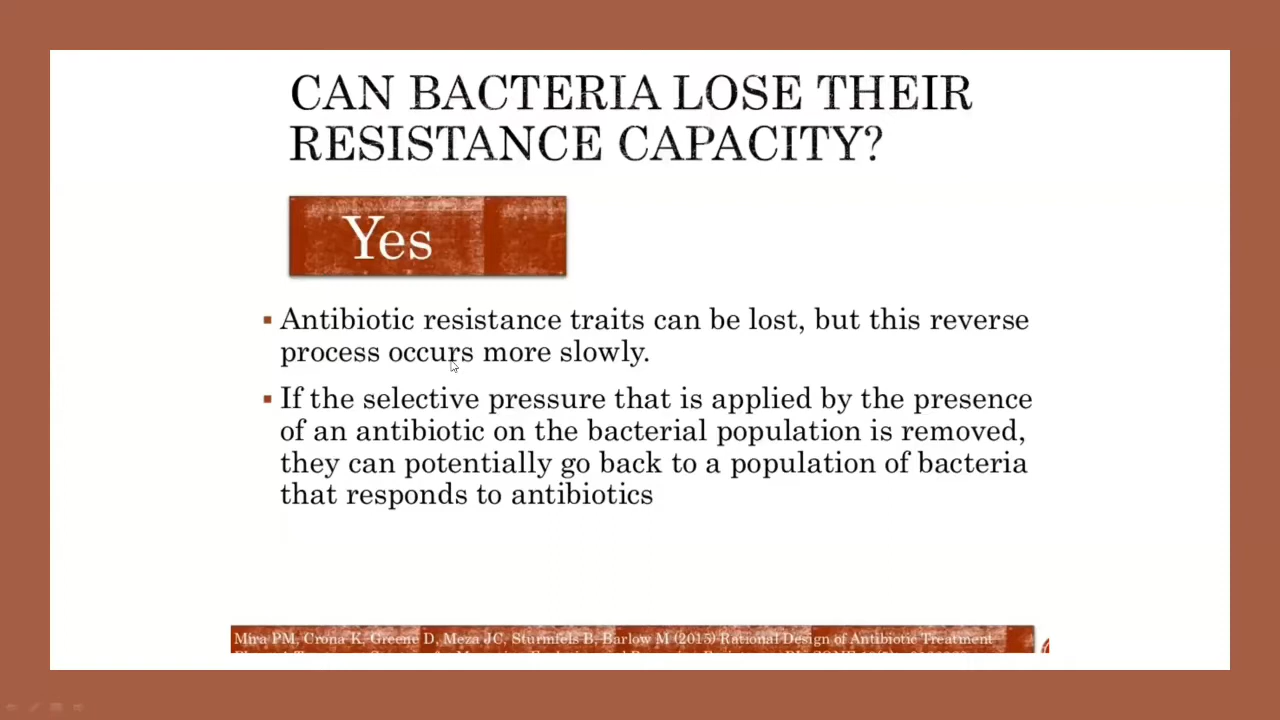 CAN BACTERIA LOSE THEIR
RESISTANCE CAPACITY?
Yes
▪ Antibiotic resistance traits can be lost, but this reverse
process occurs more slowly.
▪ If the selective pressure that is applied by the presence
of an antibiotic on the bacterial population is removed,
they can potentially go back to a population of bacteria
that responds to antibiotics
Mira PM, Crona K, Greene D, Meza JC, Sturmfels B, Barlow M (2015) Rational Design of Antibiotic Treatment